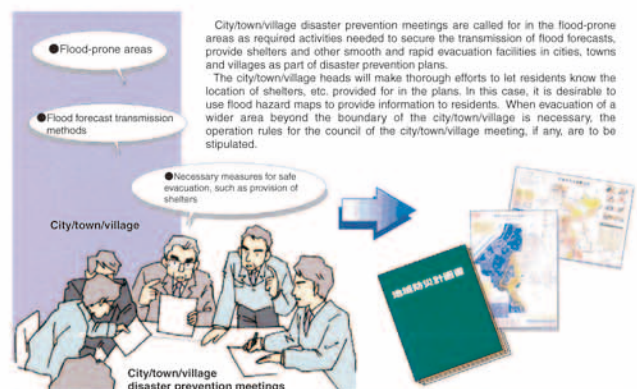 City/town/village disaster prevention meetings are called for in the flood-prone
areas as required activities needed to secure the transmission of flood forecasts,
provide shelters and other smooth and rapid evacuation facilities in cities, towns
and villages as part of disaster prevention plans.
The city/town/village heads will make thorough efforts to let residents know the
location of shelters, etc. provided for in the plans. In this case, it is desirable to
use flood hazard maps to provide information to residents. When evacuation of a
wider area beyond the boundary of the city/town/village is necessary, the
operation rules for the council of the city/town/village meeting, if any, are to be
stipulated.
●Flood-prone areas
●Flood forecast transmission
methods
●Necessary measures for safe
evacuation, such as provision of
shelters
City/town/village
City/town/village
disaster prevention meetings
地域防災計画書